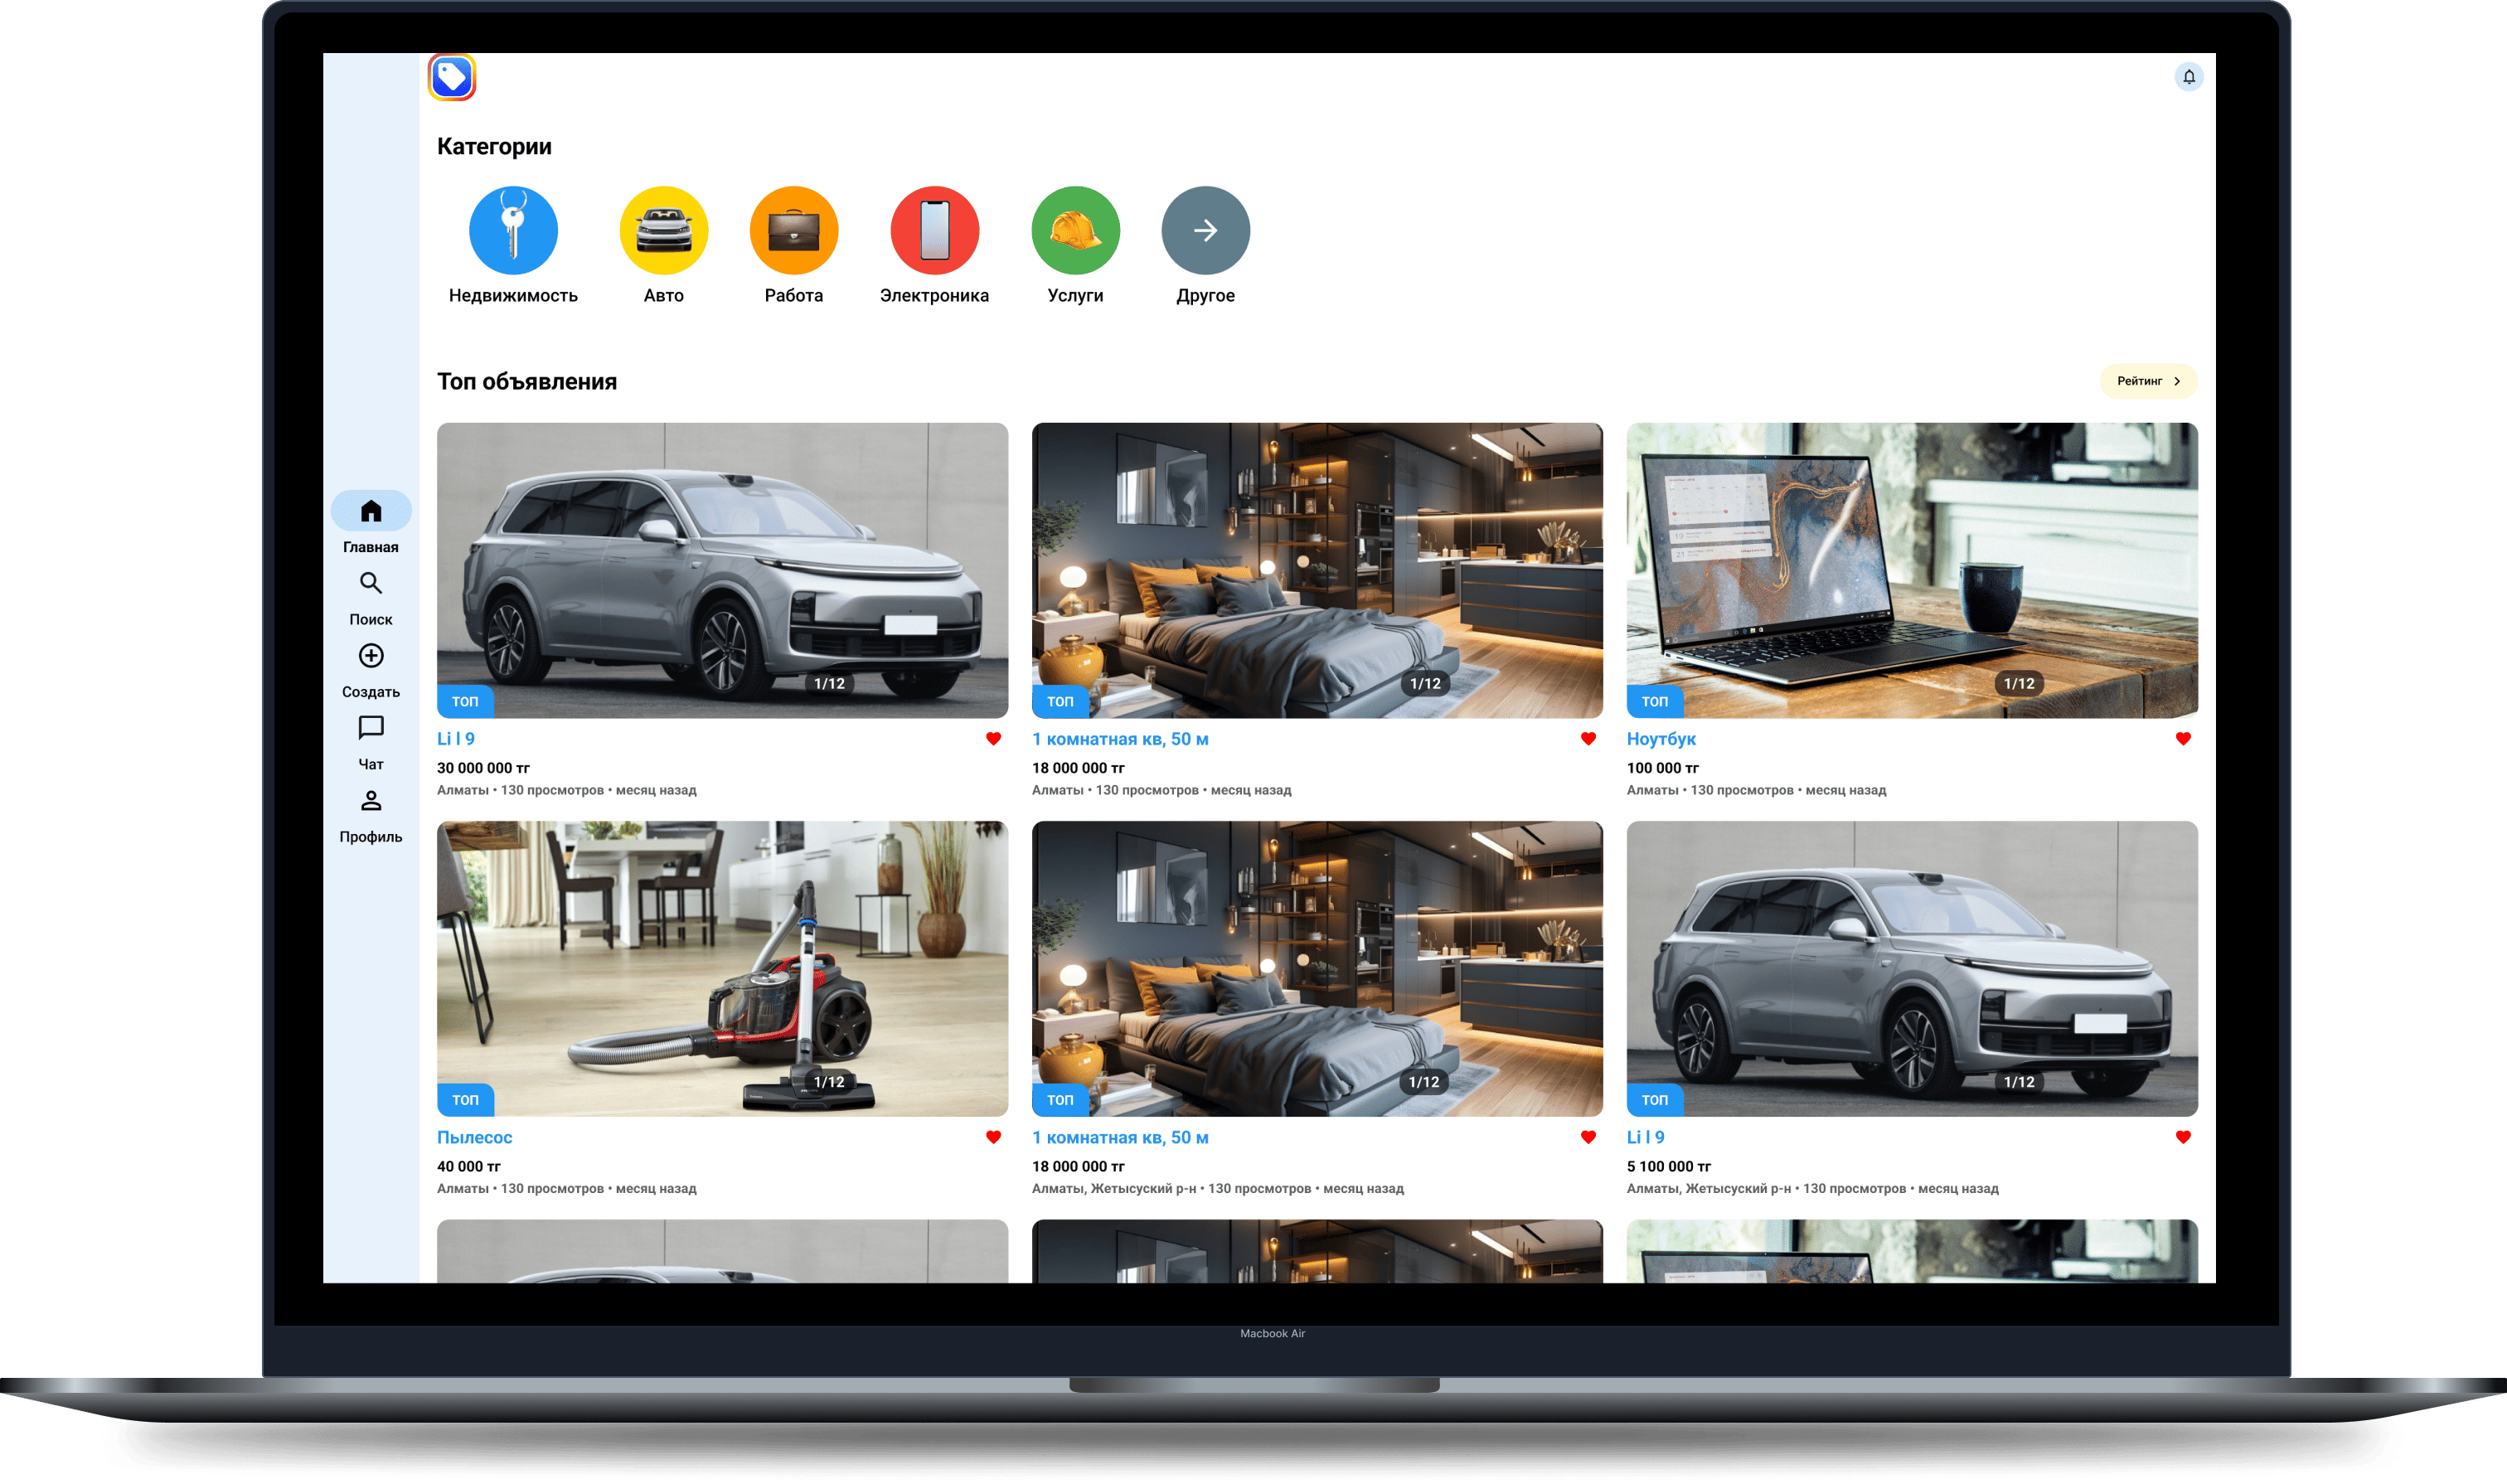 Категории
Недвижимость
Авто
Работа
Электроника
Услуги
Другое
Топ объявления
Рейтинг
Главная
Поиск
Создать
Чат
Профиль
1/12
ТОП
Li l 9
30 000 000 тг
Алматы • 130 просмотров • месяц назад
1/12
ТОП
1 комнатная кв, 50 м
18 000 000 тг
Алматы • 130 просмотров • месяц назад
1/12
ТОП
Ноутбук
100 000 тг
Алматы • 130 просмотров • месяц назад
1/12
ТОП
Пылесос
40 000 тг
Алматы • 130 просмотров • месяц назад
1/12
ТОП
1 комнатная кв, 50 м
18 000 000 тг
Алматы, Жетысуский р-н • 130 просмотров • месяц назад
1/12
ТОП
Li l 9
5 100 000 тг
Алматы, Жетысуский р-н • 130 просмотров • месяц назад
Macbook Air